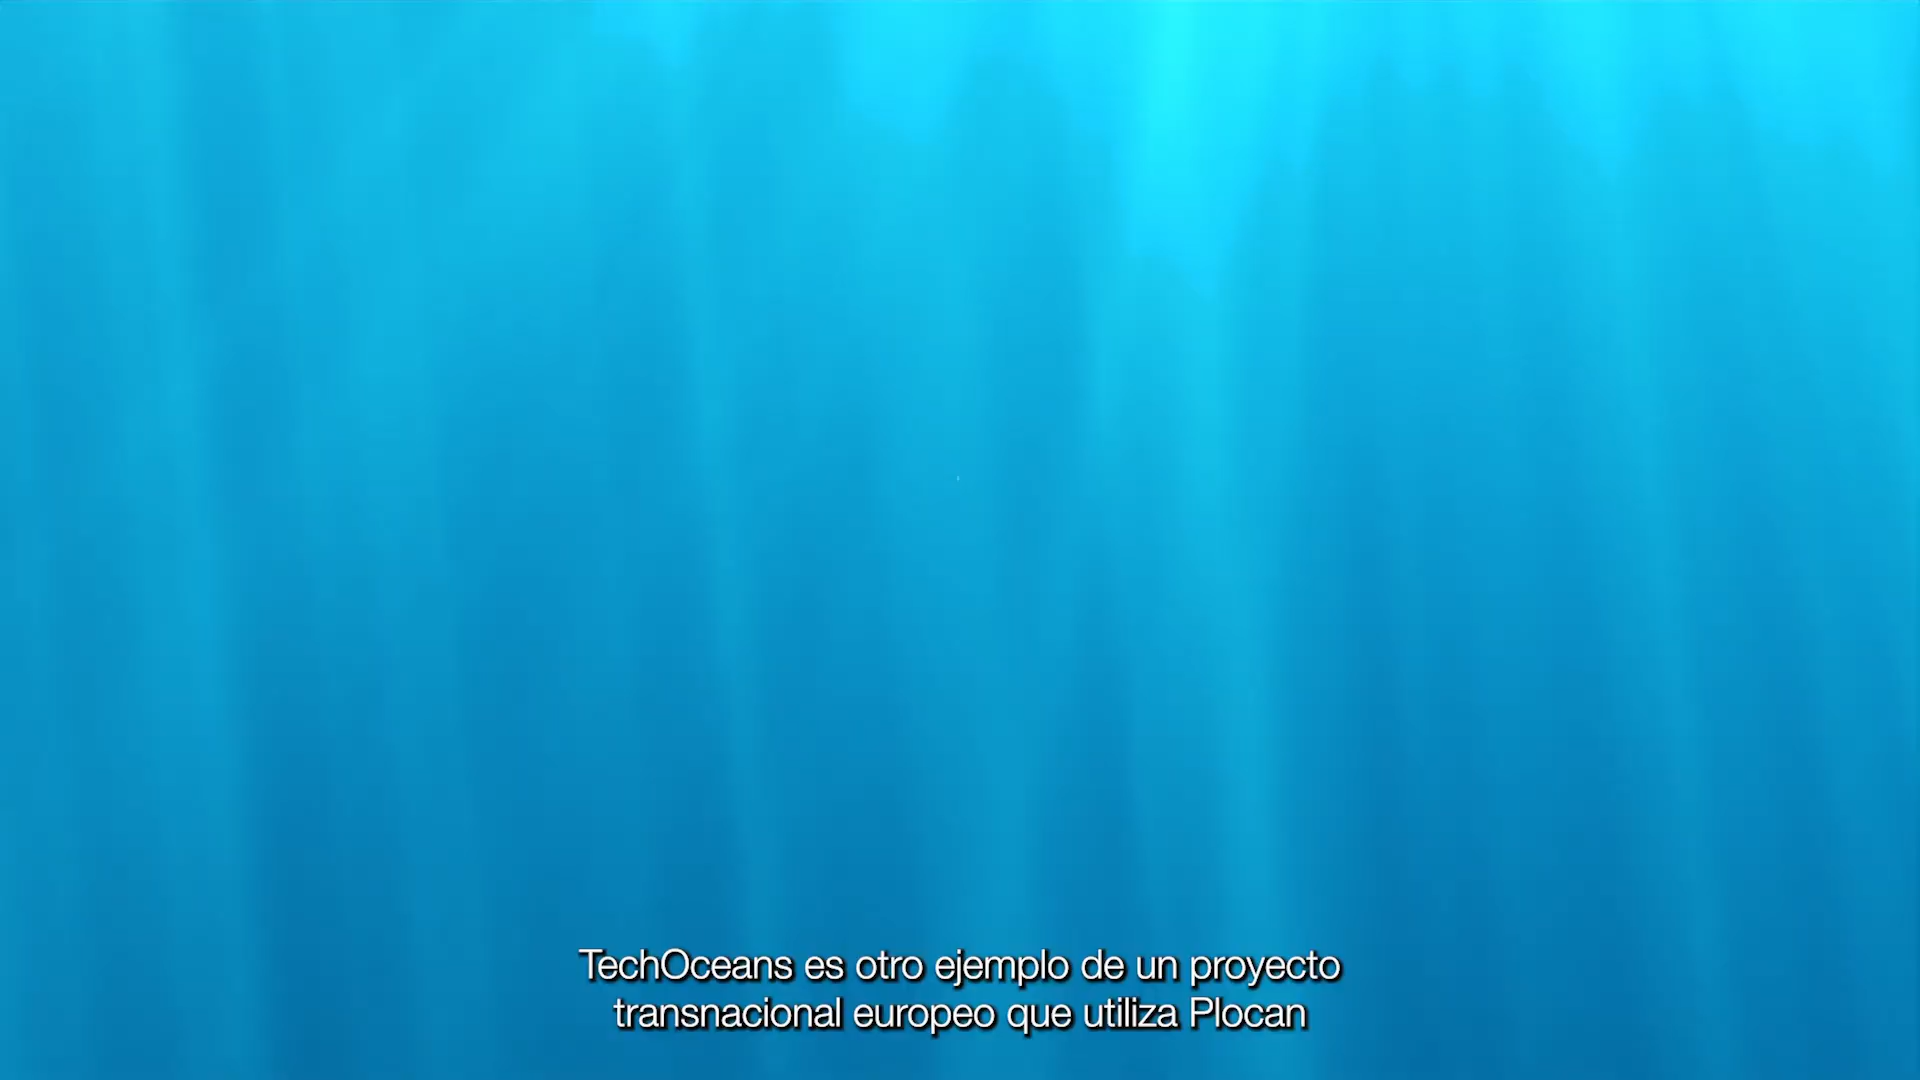 TechOceans es otro ejemplo de un proyecto
transnacional europeo que utiliza Plocan